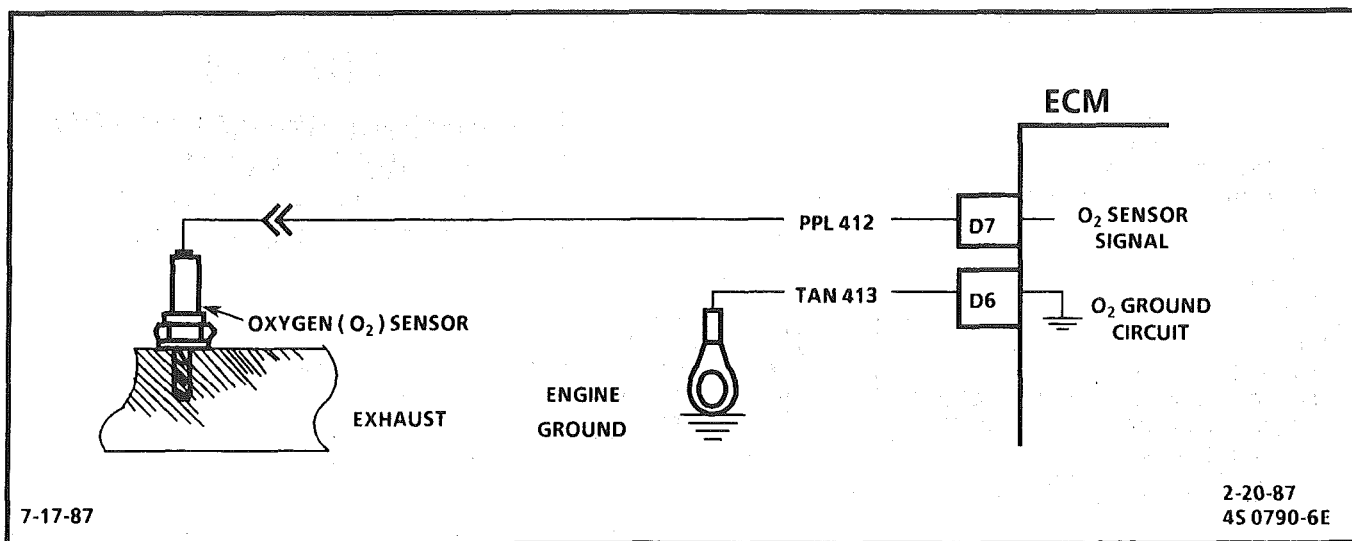 ECM
PPL 412
D7
O₂ SENSOR
SIGNAL
TAN 413
D6
O₂ GROUND
CIRCUIT
OXYGEN ( O₂ ) SENSOR
EXHAUST
ENGINE
GROUND
7-17-87
2-20-87
4S 0790-6E